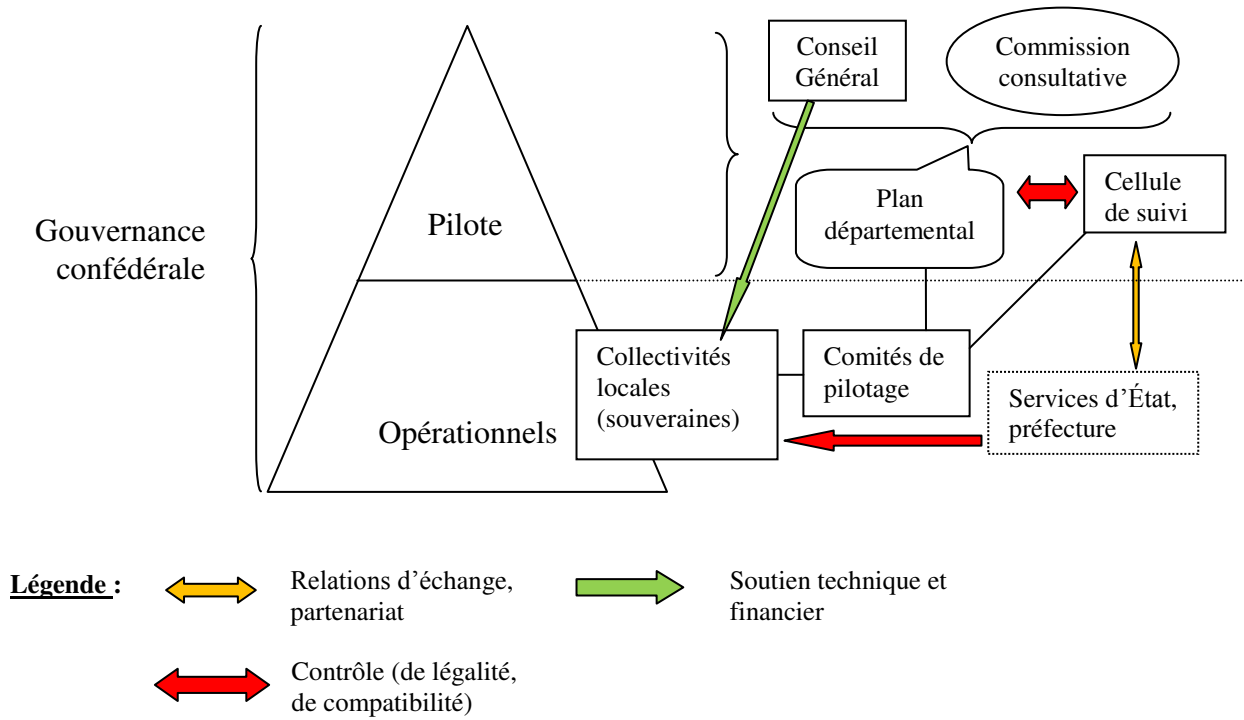 Conseil
Général
Commission
consultative
Gouvernance
confédérale
Pilote
Plan
départemental
Cellule
de suivi
Opérationnels
Collectivités
locales
(souveraines)
Comités de
pilotage
Services d’État,
préfecture
Légende :
Relations d’échange,
partenariat
Soutien technique et
financier
Contrôle (de légalité,
de compatibilité)